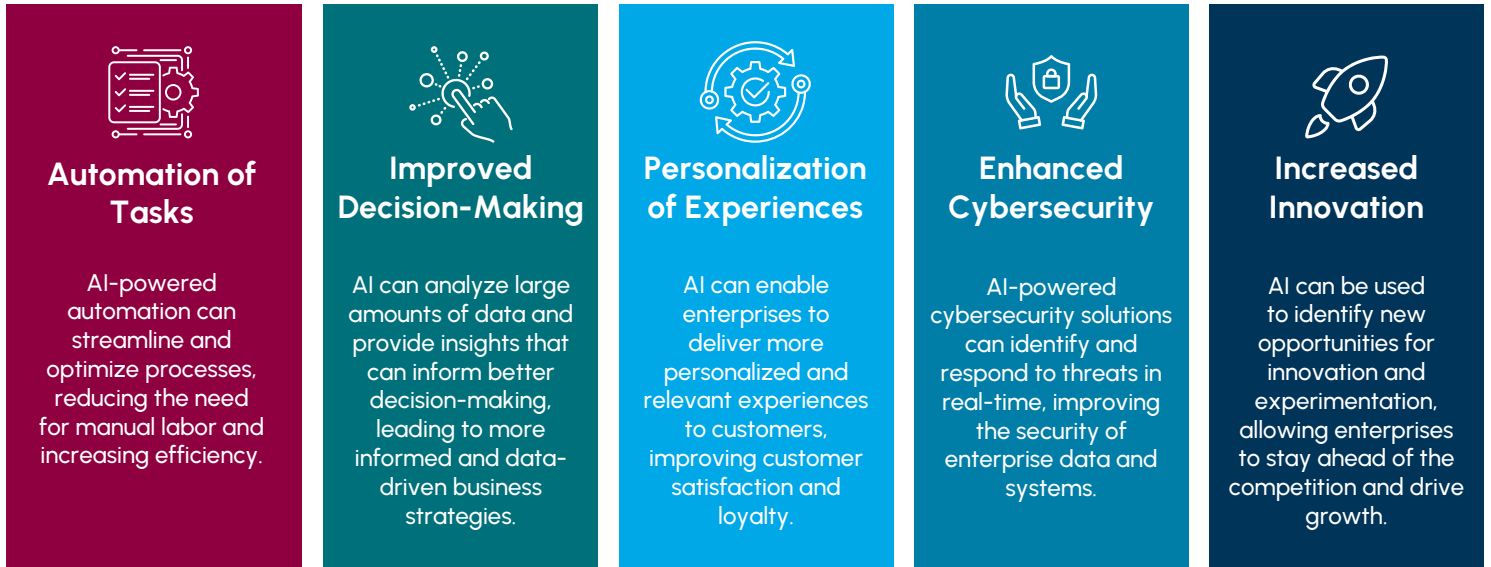 Automation of
Tasks
AI-powered
automation can
streamline and
optimize processes,
reducing the need
for manual labor and
increasing efficiency.
Improved
Decision-Making
AI can analyze large
amounts of data and
provide insights that
can inform better
decision-making,
leading to more
informed and data-
driven business
strategies.
Personalization
of Experiences
AI can enable
enterprises to
deliver more
personalized and
relevant experiences
to customers,
improving customer
satisfaction and
loyalty.
Enhanced
Cybersecurity
AI-powered
cybersecurity solutions
can identify and
respond to threats in
real-time, improving
the security of
enterprise data and
systems.
Increased
Innovation
AI can be used
to identify new
opportunities for
innovation and
experimentation,
allowing enterprises
to stay ahead of the
competition and drive
growth.